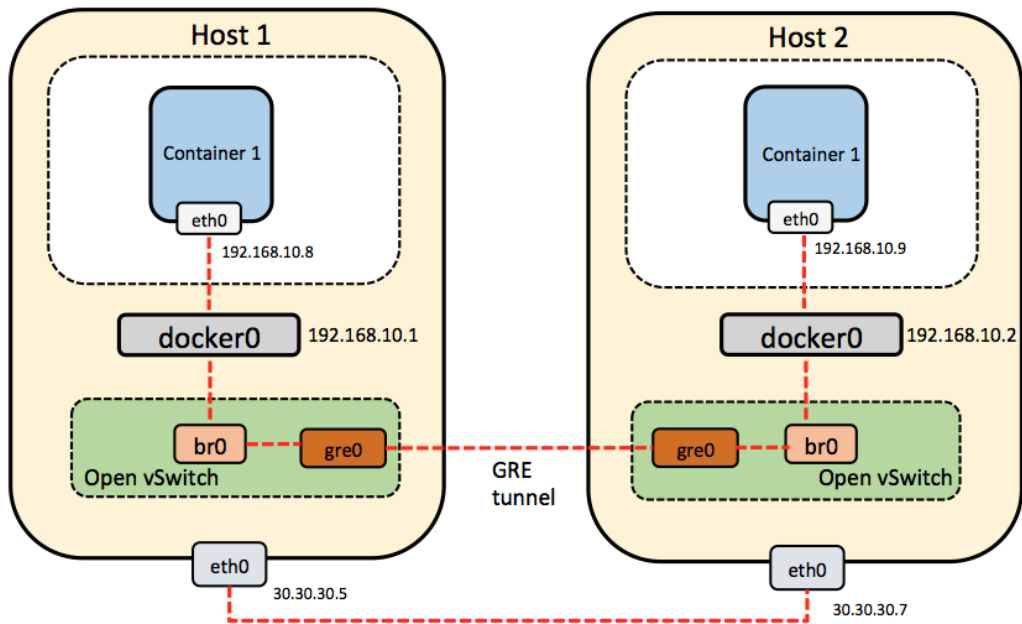 Host 1
Container 1
eth0
192.168.10.8
docker0
192.168.10.1
br0
gre0
Open vSwitch
eth0
30.30.30.5
GRE
tunnel
Host 2
Container 1
eth0
192.168.10.9
docker0
192.168.10.2
gre0
br0
Open vSwitch
eth0
30.30.30.7